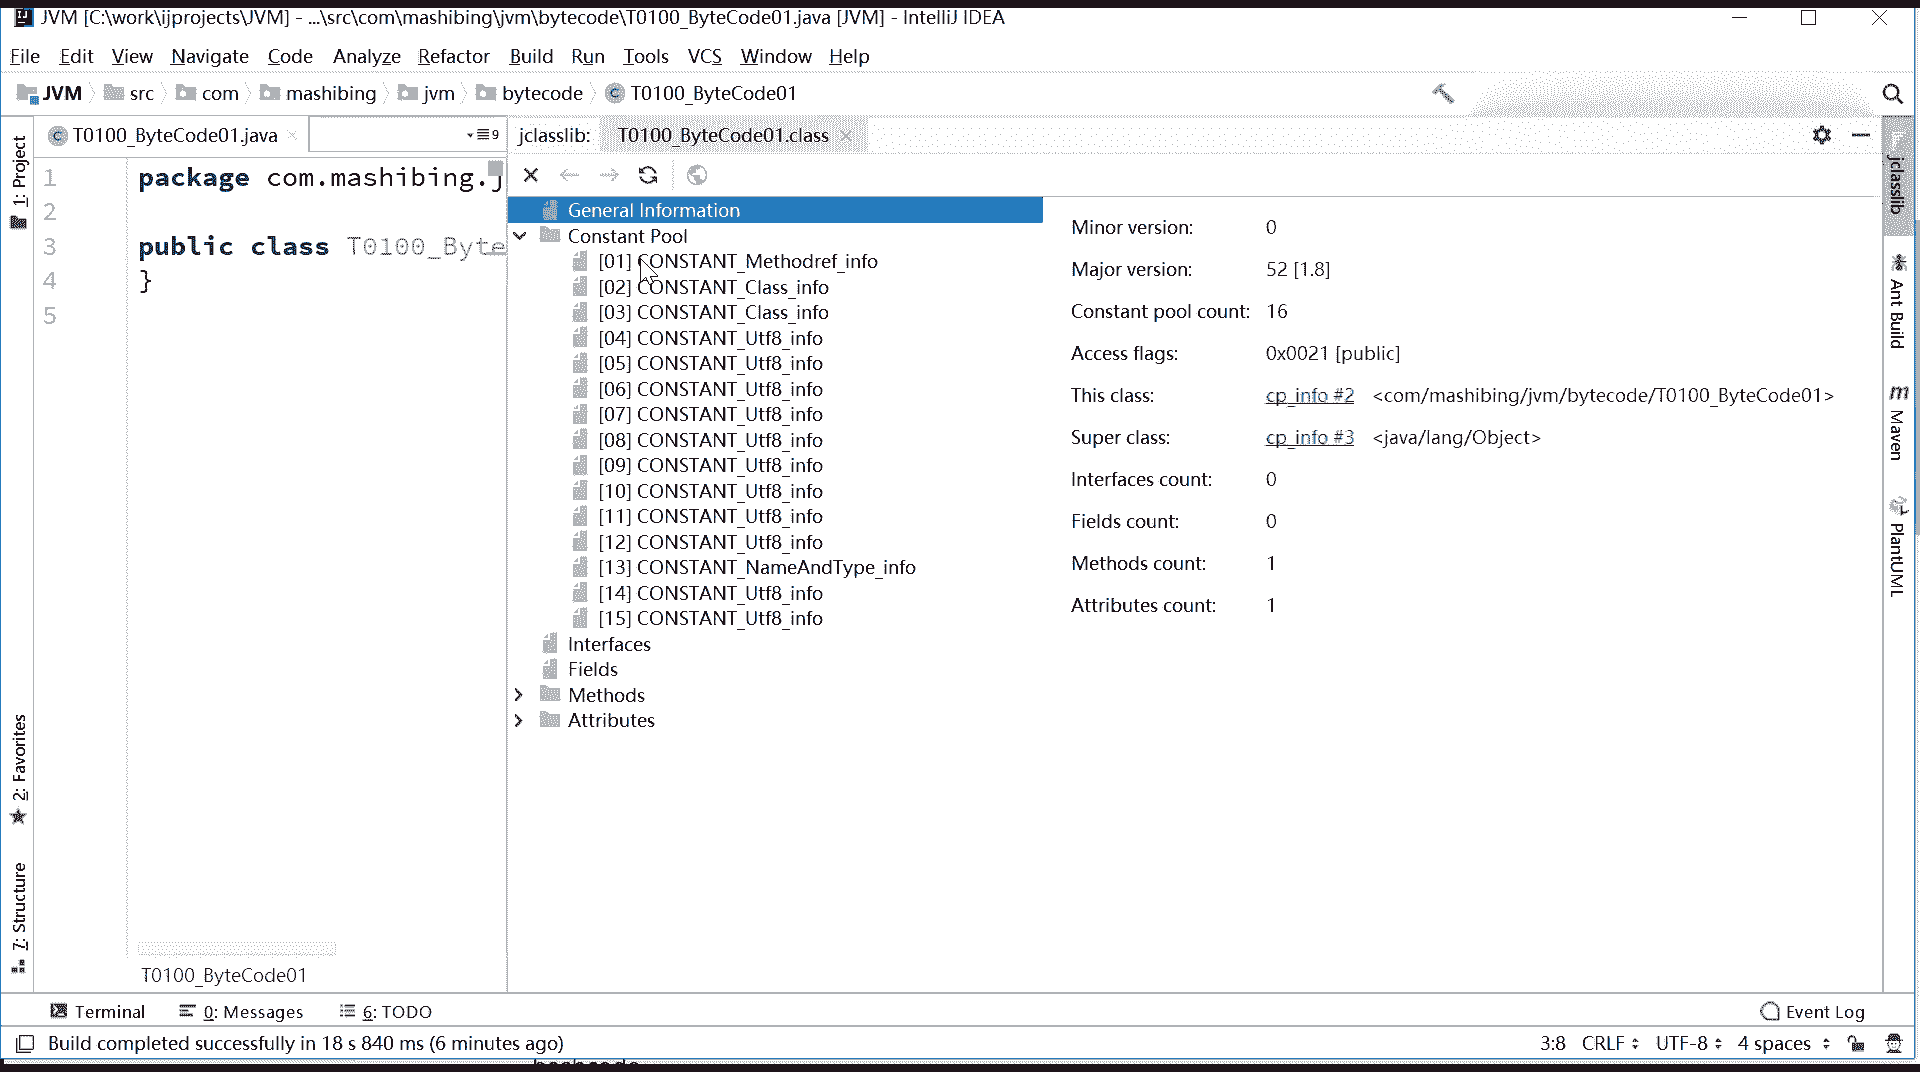 JVM [C:\work\ijprojects\JVM] - ...\src\com\mashibing\jvm\bytecode\T0100_ByteCode01.java [JVM] - IntelliJ IDEA
File Edit View Navigate Code Analyze Refactor Build Run Tools VCS Window Help
JVM src com mashibing jvm bytecode T0100_ByteCode01
T0100_ByteCode01.java
9
jclasslib: T0100_ByteCode01.class
1: Project
2: Favorites
7: Structure
1 package com.mashibing.j
2
3 public class T0100_Byte
4 }
5
T0100_ByteCode01
General Information
Constant Pool
[01] CONSTANT_Methodref_info
[02] CONSTANT_Class_info
[03] CONSTANT_Class_info
[04] CONSTANT_Utf8_info
[05] CONSTANT_Utf8_info
[06] CONSTANT_Utf8_info
[07] CONSTANT_Utf8_info
[08] CONSTANT_Utf8_info
[09] CONSTANT_Utf8_info
[10] CONSTANT_Utf8_info
[11] CONSTANT_Utf8_info
[12] CONSTANT_Utf8_info
[13] CONSTANT_NameAndType_info
[14] CONSTANT_Utf8_info
[15] CONSTANT_Utf8_info
Interfaces
Fields
Methods
Attributes
Minor version: 0
Major version: 52 [1.8]
Constant pool count: 16
Access flags: 0x0021 [public]
This class: cp_info #2 <com/mashibing/jvm/bytecode/T0100_ByteCode01>
Super class: cp_info #3 <java/lang/Object>
Interfaces count: 0
Fields count: 0
Methods count: 1
Attributes count: 1
jclasslib
Ant Build
m Maven
PlantUML
Terminal 0: Messages 6: TODO Event Log
Build completed successfully in 18 s 840 ms (6 minutes ago) 3:8 CRLF UTF-8 4 spaces